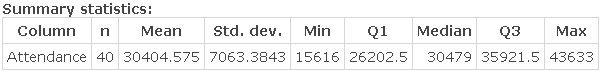 Summary statistics:
Column n Mean Std. dev. Min Q1 Median Q3 Max
Attendance 40 30404.575 7063.3843 15616 26202.5 30479 35921.5 43633